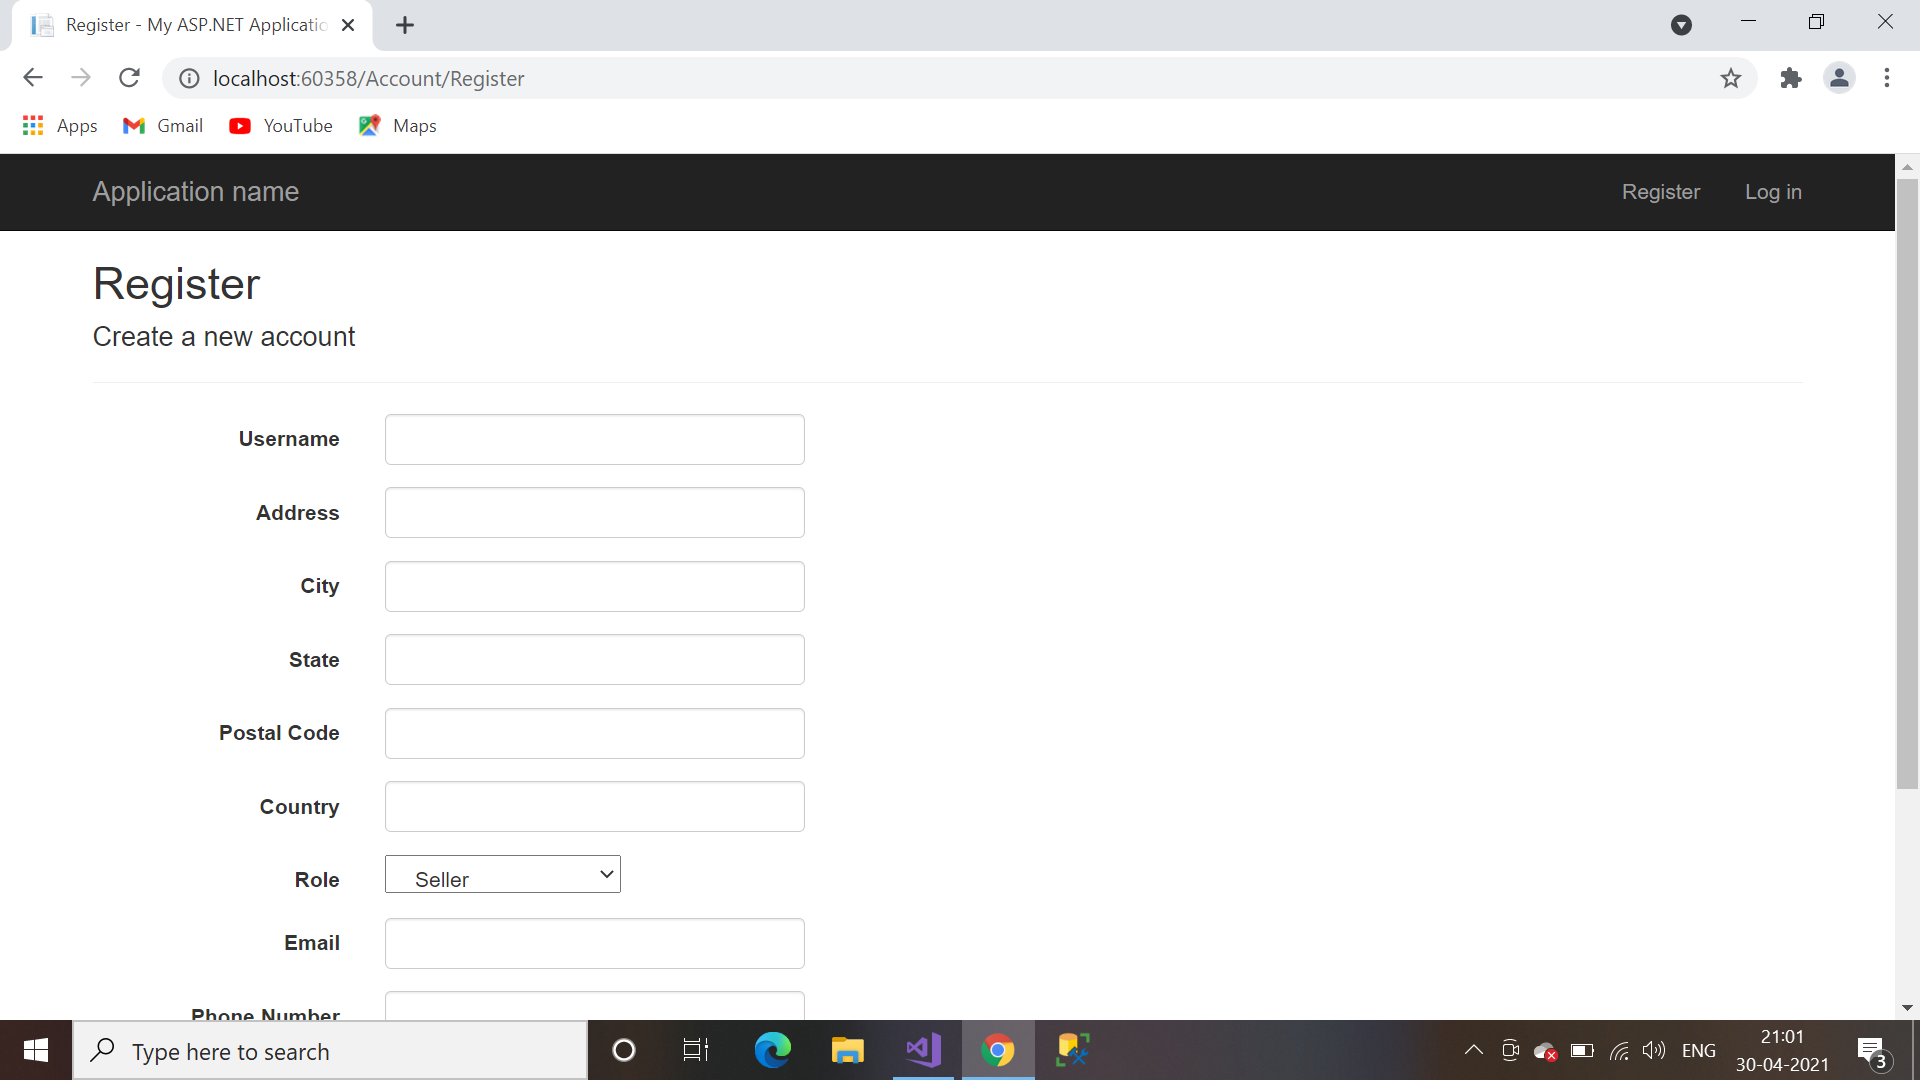 Register - My ASP.NET Applicatio
localhost:60358/Account/Register
Apps Gmail YouTube Maps
Application name Register Log in
Register
Create a new account
Username
Address
City
State
Postal Code
Country
Role Seller
Email
Phone Number
Type here to search
ENG
21:01
30-04-2021
3